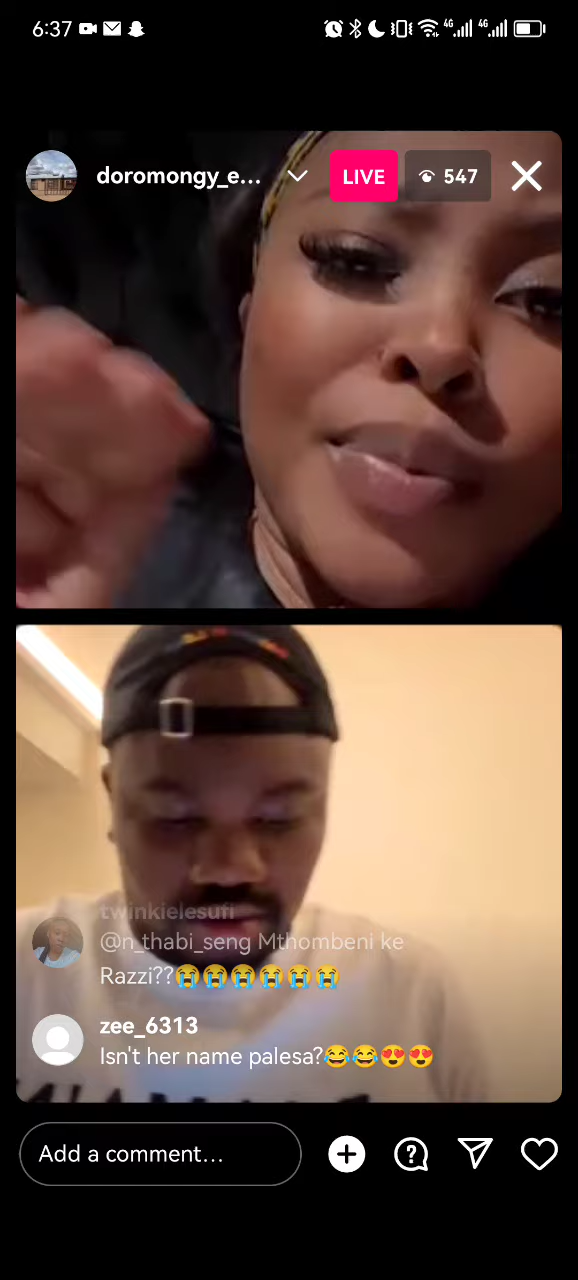 6:37
4G 4G
doromongy_e...
LIVE
547
twinkielesufi
@n_thabi_seng Mthombeni ke
Razzi??😭😭😭😭😭😭
zee_6313
Isn't her name palesa?😂😂😍😍
Add a comment...